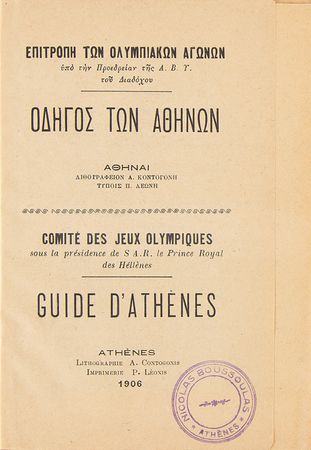 ΕΠΙΤΡΟΠΗ ΤΩΝ ΟΛΥΜΠΙΑΚΩΝ ΑΓΩΝΩΝ
ὑπὸ τὴν Προεδρείαν τῆς Α. Β. Υ.
τοῦ Διαδόχου
ΟΔΗΓΟΣ ΤΩΝ ΑΘΗΝΩΝ
ΑΘΗΝΑΙ
ΛΙΘΟΓΡΑΦΕΙΟΝ Α. ΚΟΝΤΟΓΟΝΗ
ΤΥΠΟΙΣ Π. ΛΕΩΝΗ
COMITÉ DES JEUX OLYMPIQUES
sous la présidence de S A.R. le Prince Royal
des Héllènes
GUIDE D'ATHÈNES
ATHÈNES
LITHOGRAPHIE A. CONTOGONIS
IMPRIMERIE P. LÉONIS
1906
NICOLAS BOUSSOULAS
* ATHÈNES *